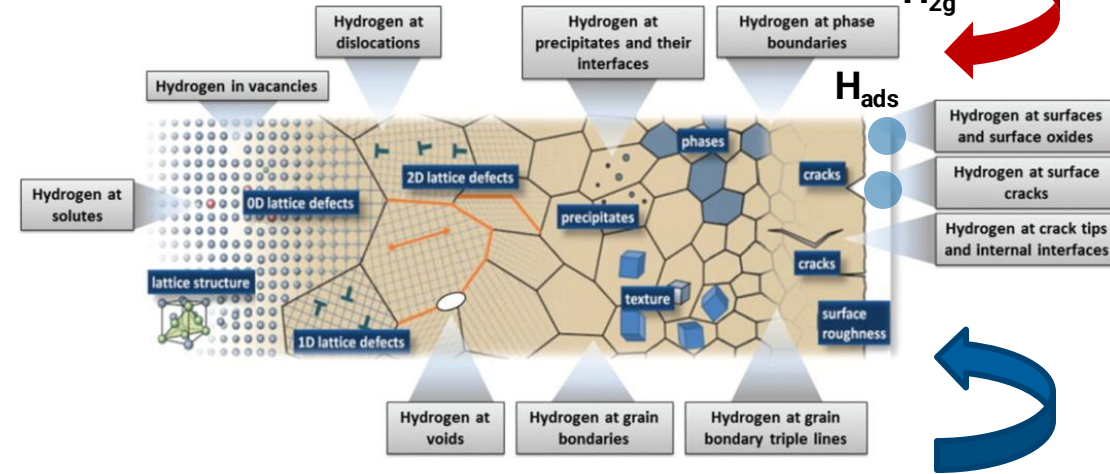 H2g
Hydrogen at
dislocations
Hydrogen at
precipitates and their
interfaces
Hydrogen at phase
boundaries
Hydrogen in vacancies
Hads
Hydrogen at surfaces
and surface oxides
phases
cracks
2D lattice defects
Hydrogen at surface
cracks
Hydrogen at
solutes
0D lattice defects
precipitates
Hydrogen at crack tips
and internal interfaces
cracks
lattice structure
texture
surface
roughness
1D lattice defects
Hydrogen at
voids
Hydrogen at grain
bondaries
Hydrogen at grain
bondary triple lines